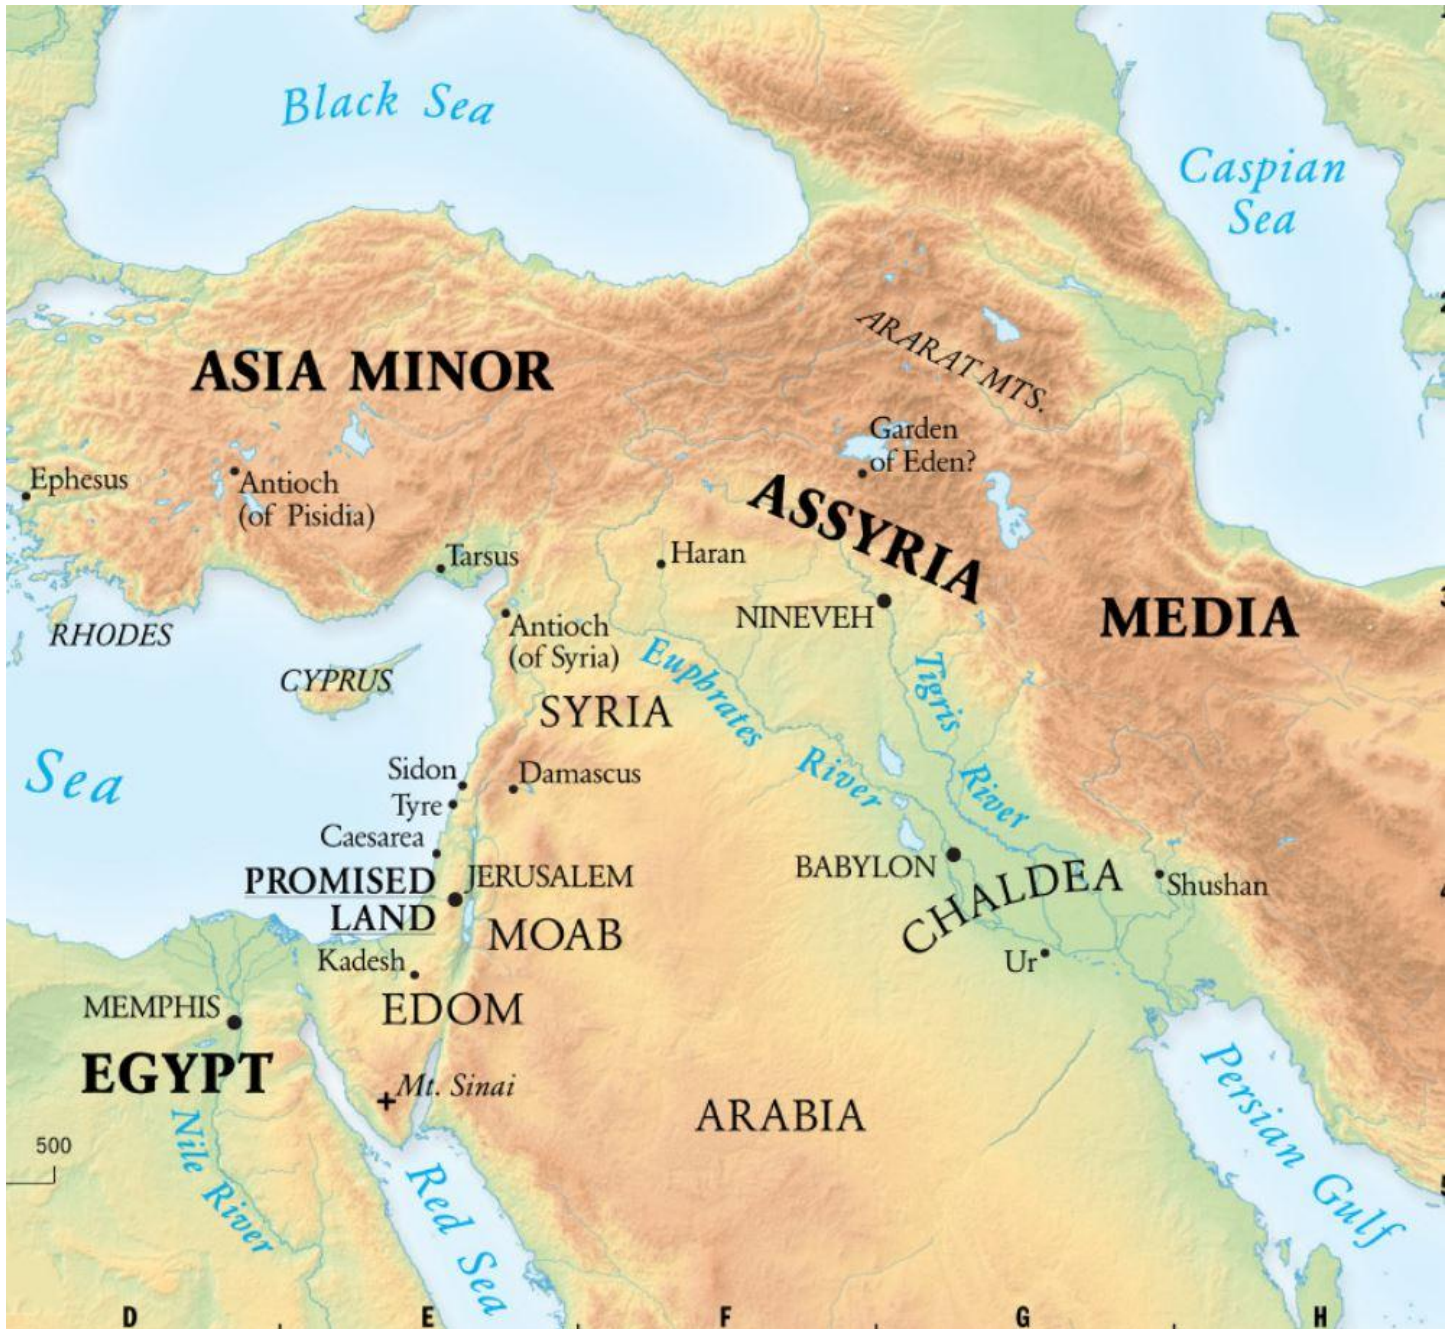 Black Sea
Caspian
Sea
ARARAT MTS.
ASIA MINOR
Garden
of Eden?
Ephesus
Antioch
(of Pisidia)
ASSYRIA
Tarsus
Haran
NINEVEH
MEDIA
RHODES
Antioch
(of Syria)
CYPRUS
Euphrates
River
Tigris
River
SYRIA
Sea
Sidon
Damascus
Tyre
Caesarea
PROMISED
LAND
JERUSALEM
BABYLON
CHALDEA
Shushan
MOAB
Kadesh
Ur
EDOM
MEMPHIS
EGYPT
Mt. Sinai
Nile River
ARABIA
Persian Gulf
500
Red Sea
D E F G H